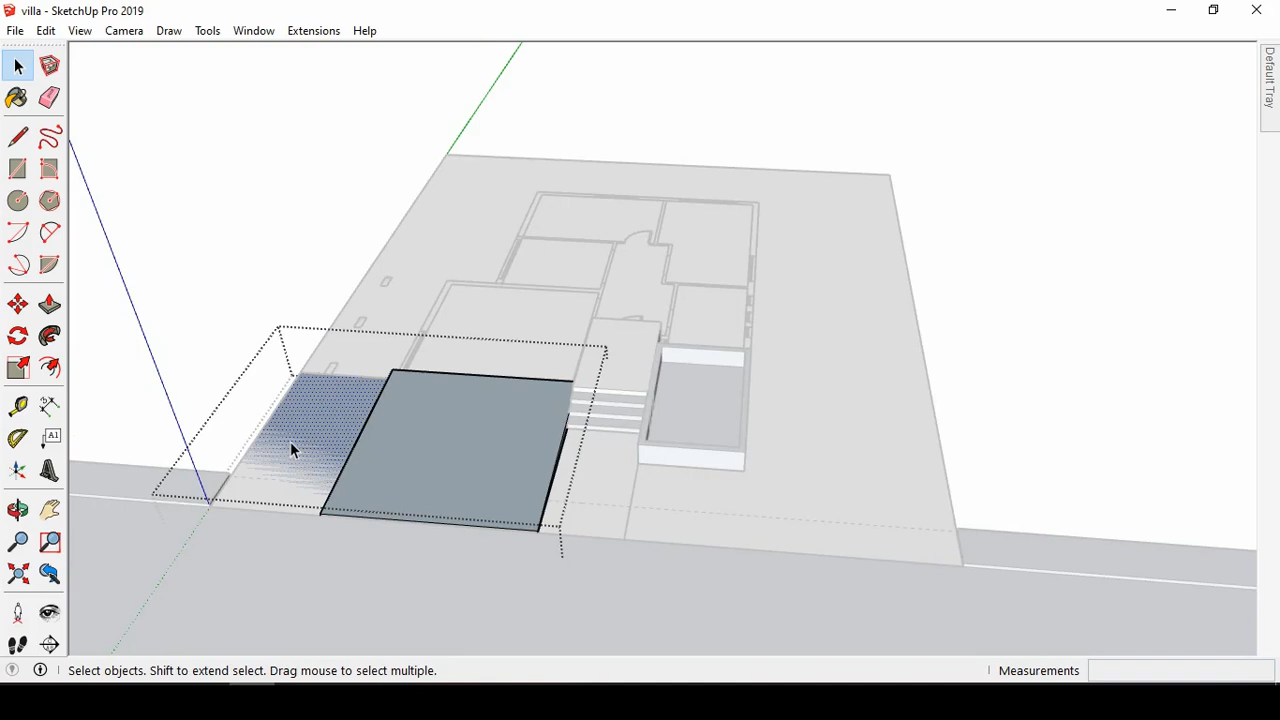 villa - SketchUp Pro 2019
File Edit View Camera Draw Tools Window Extensions Help
Default Tray
A1
Select objects. Shift to extend select. Drag mouse to select multiple.
Measurements